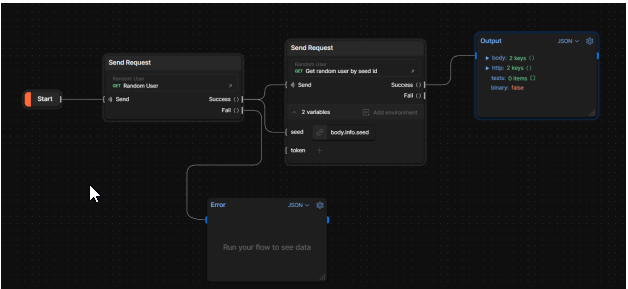 Start
Send Request
Random User
GET Random User
Send
Success {}
Fail {}
Send Request
Random User
GET Get random user by seed id
Send
Success {}
Fail {}
2 variables
Add environment
seed
body.info.seed
token
Output
JSON
body: 2 keys {}
Http: 2 keys {}
tests: 0 items []
binary: false
Error
JSON
Run your flow to see data